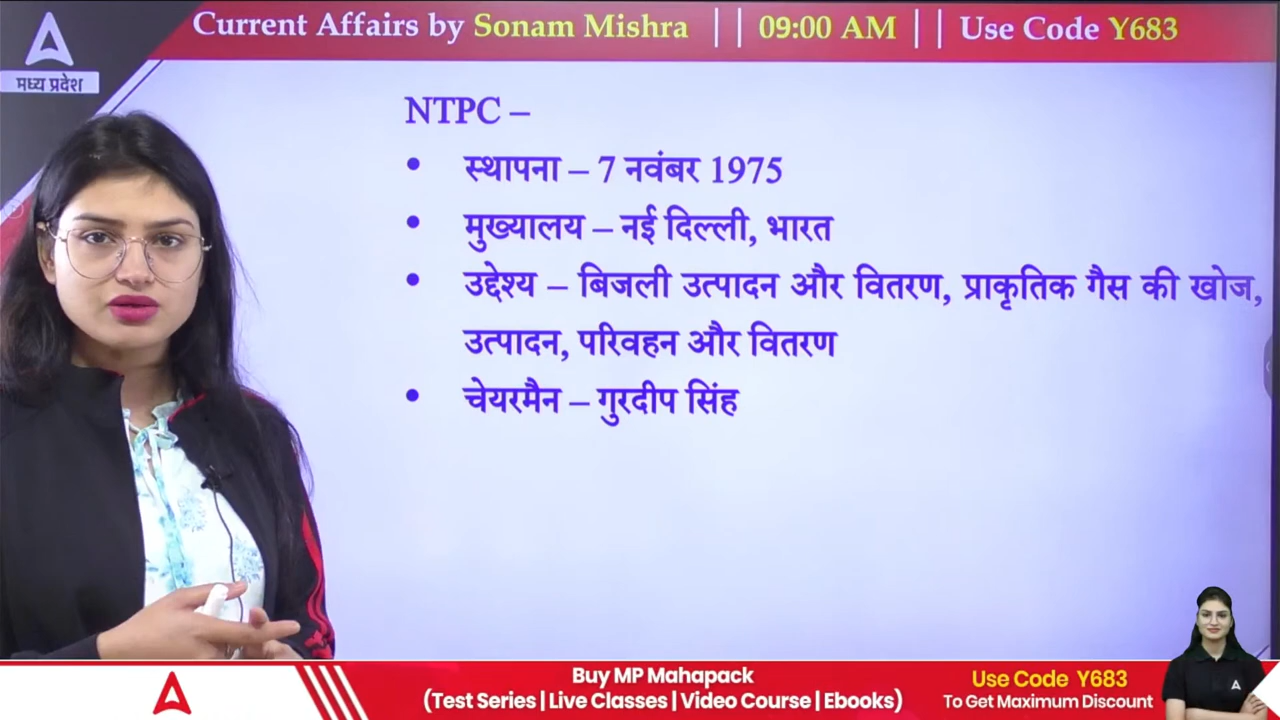 Current Affairs by Sonam Mishra || 09:00 AM || Use Code Y683
मध्य प्रदेश
NTPC –
• स्थापना – 7 नवंबर 1975
• मुख्यालय – नई दिल्ली, भारत
• उद्देश्य – बिजली उत्पादन और वितरण, प्राकृतिक गैस की खोज,
उत्पादन, परिवहन और वितरण
• चेयरमैन – गुरदीप सिंह
Buy MP Mahapack
(Test Series | Live Classes | Video Course | Ebooks)
Use Code Y683
To Get Maximum Discount